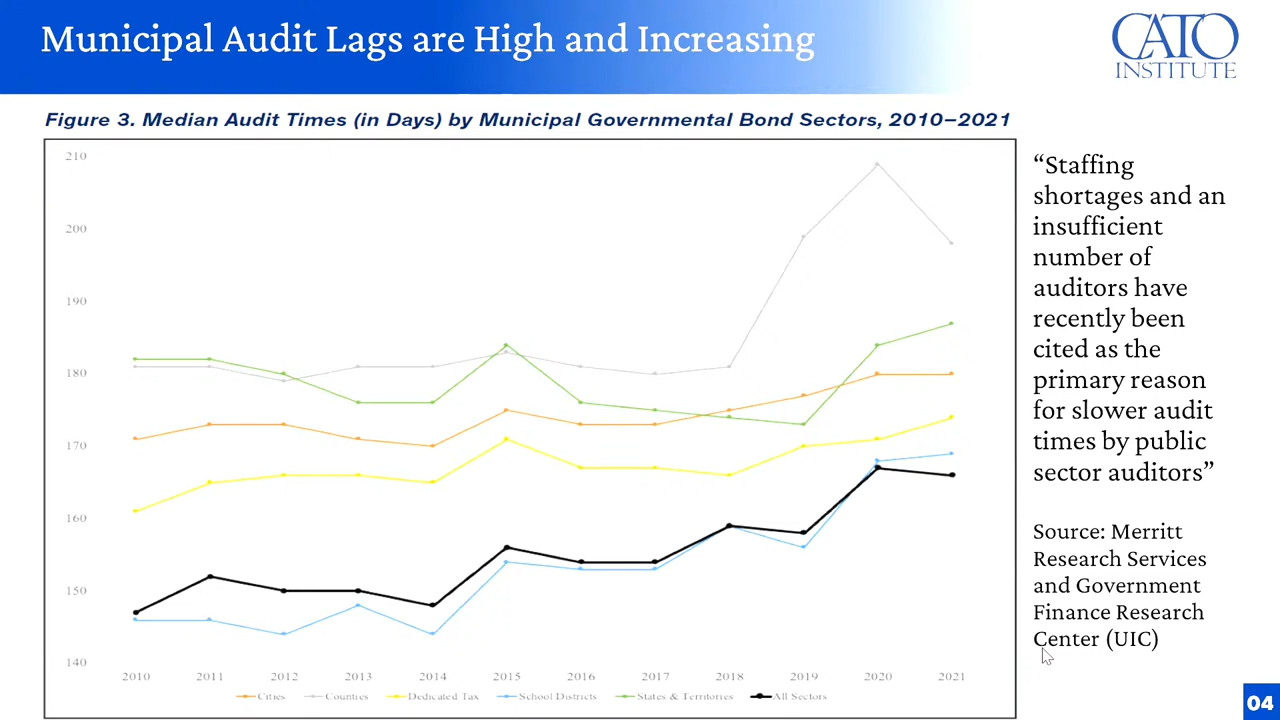 Municipal Audit Lags are High and Increasing
CATO
INSTITUTE
Figure 3. Median Audit Times (in Days) by Municipal Governmental Bond Sectors, 2010–2021
210
200
190
180
170
160
150
140
2010 2011 2012 2013 2014 2015 2016 2017 2018 2019 2020 2021
Cities Counties Dedicated Tax School Districts States & Territories All Sectors
“Staffing
shortages and an
insufficient
number of
auditors have
recently been
cited as the
primary reason
for slower audit
times by public
sector auditors”
Source: Merritt
Research Services
and Government
Finance Research
Center (UIC)
04